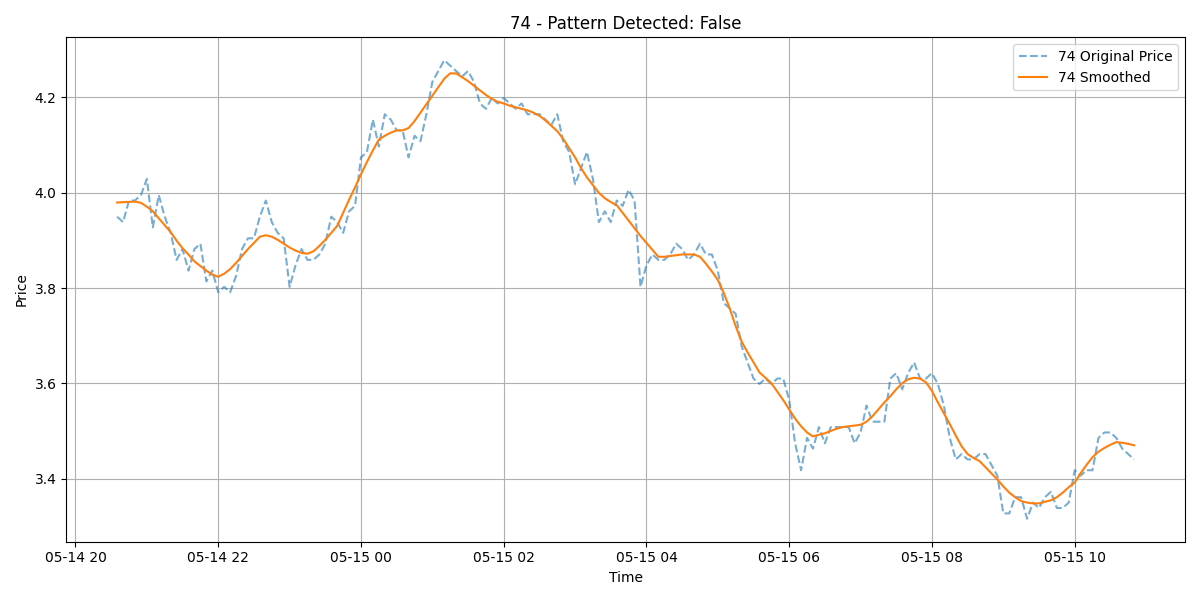 74 - Pattern Detected: False
74 Original Price
74 Smoothed
Price
4.2
4.0
3.8
3.6
3.4
05-14 20
05-14 22
05-15 00
05-15 02
05-15 04
05-15 06
05-15 08
05-15 10
Time